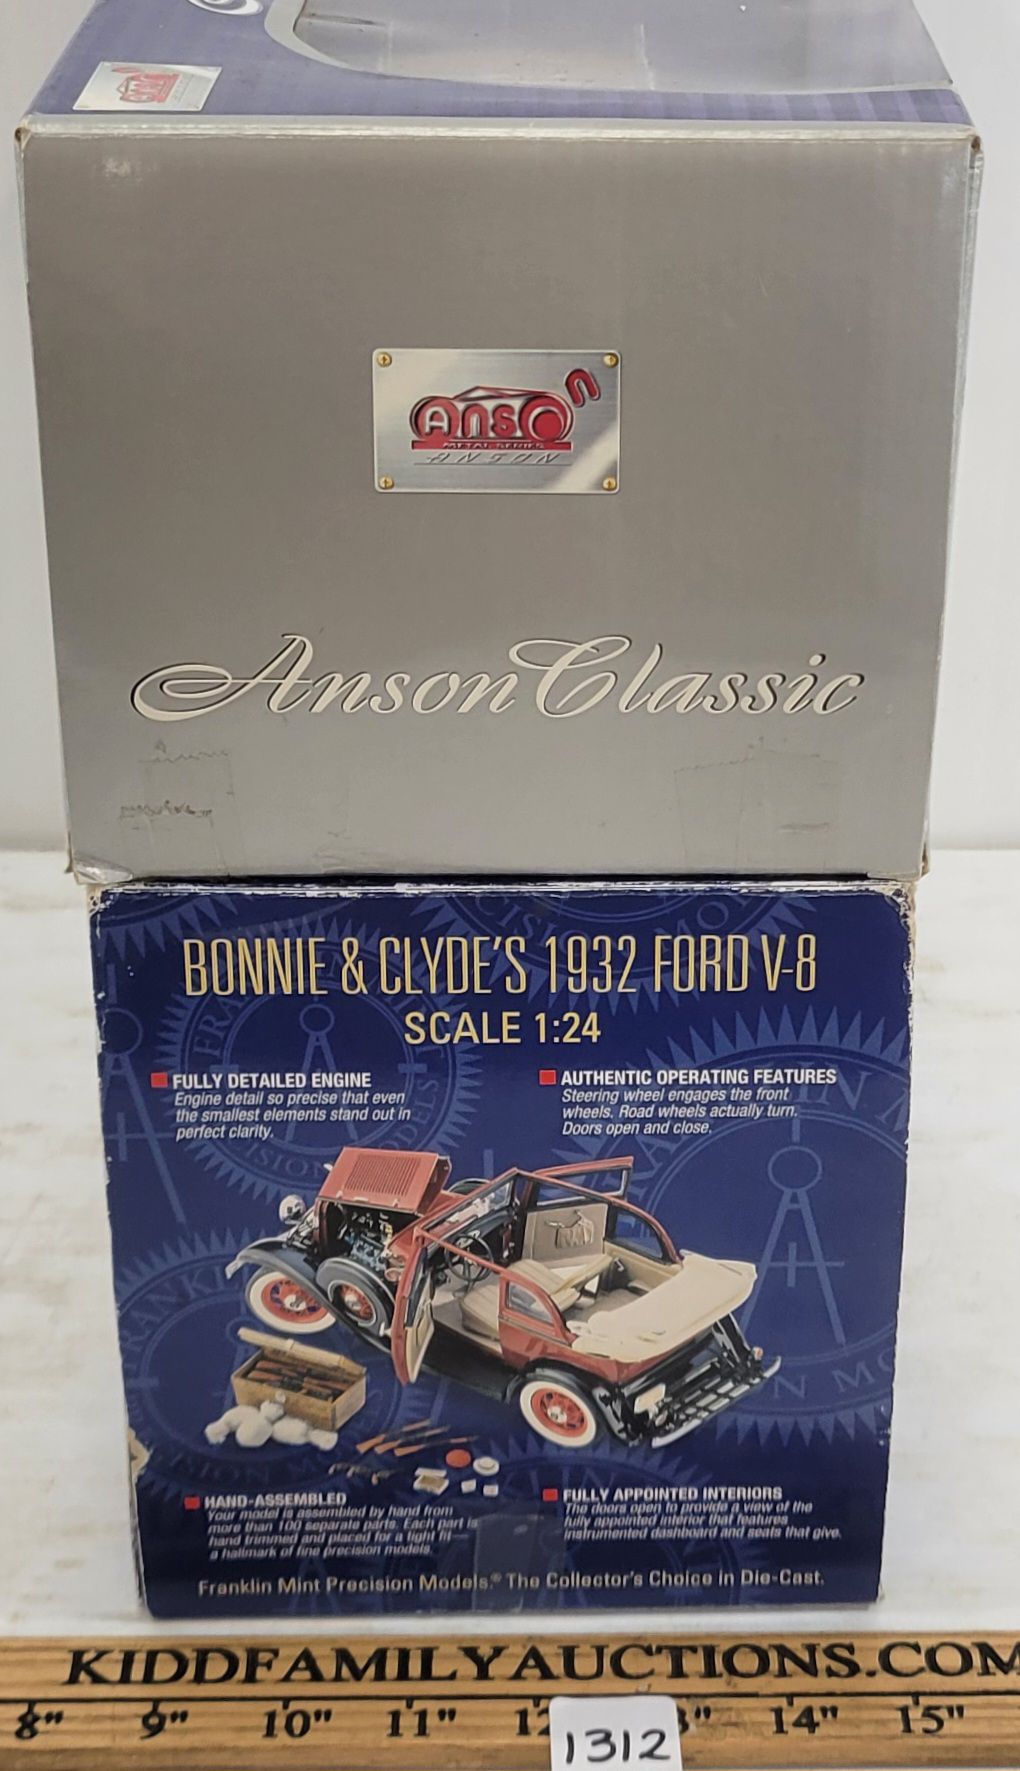 Anson
METAL SERIES
ANSON
Anson Classic
BONNIE & CLYDE'S 1932 FORD V-8
SCALE 1:24
FULLY DETAILED ENGINE
Engine detail so precise that even
the smallest elements stand out in
perfect clarity.
AUTHENTIC OPERATING FEATURES
Steering wheel engages the front
wheels. Road wheels actually turn.
Doors open and close.
HAND-ASSEMBLED
Your model is assembled by hand from
more than 100 separate parts. Each part is
hand trimmed and placed for a tight fit—
a hallmark of fine precision models.
FULLY APPOINTED INTERIORS
The doors open to provide a view of the
fully appointed interior that features
instrumented dashboard and seats that give.
Franklin Mint Precision Models.® The Collector's Choice in Die-Cast.
KIDDFAMILYAUCTIONS.COM
8" 9" 10" 11" 14" 15"
1312